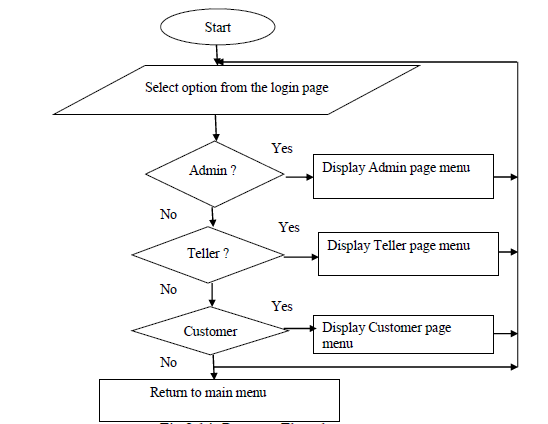 Start
Select option from the login page
Yes
Admin ?
Display Admin page menu
No
Yes
Teller ?
Display Teller page menu
No
Yes
Customer
Display Customer page
menu
No
Return to main menu